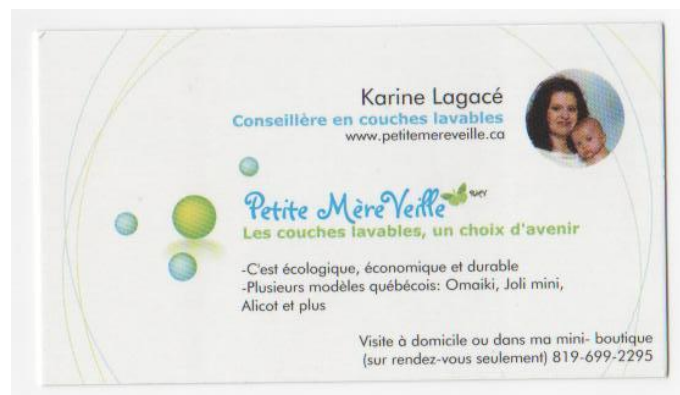 Karine Lagacé
Conseillère en couches lavables
www.petitemereveille.ca
Petite Mère Veille
Les couches lavables, un choix d'avenir
-C'est écologique, économique et durable
-Plusieurs modèles québécois: Omaiki, Joli mini,
Alicot et plus
Visite à domicile ou dans ma mini- boutique
(sur rendez-vous seulement) 819-699-2295